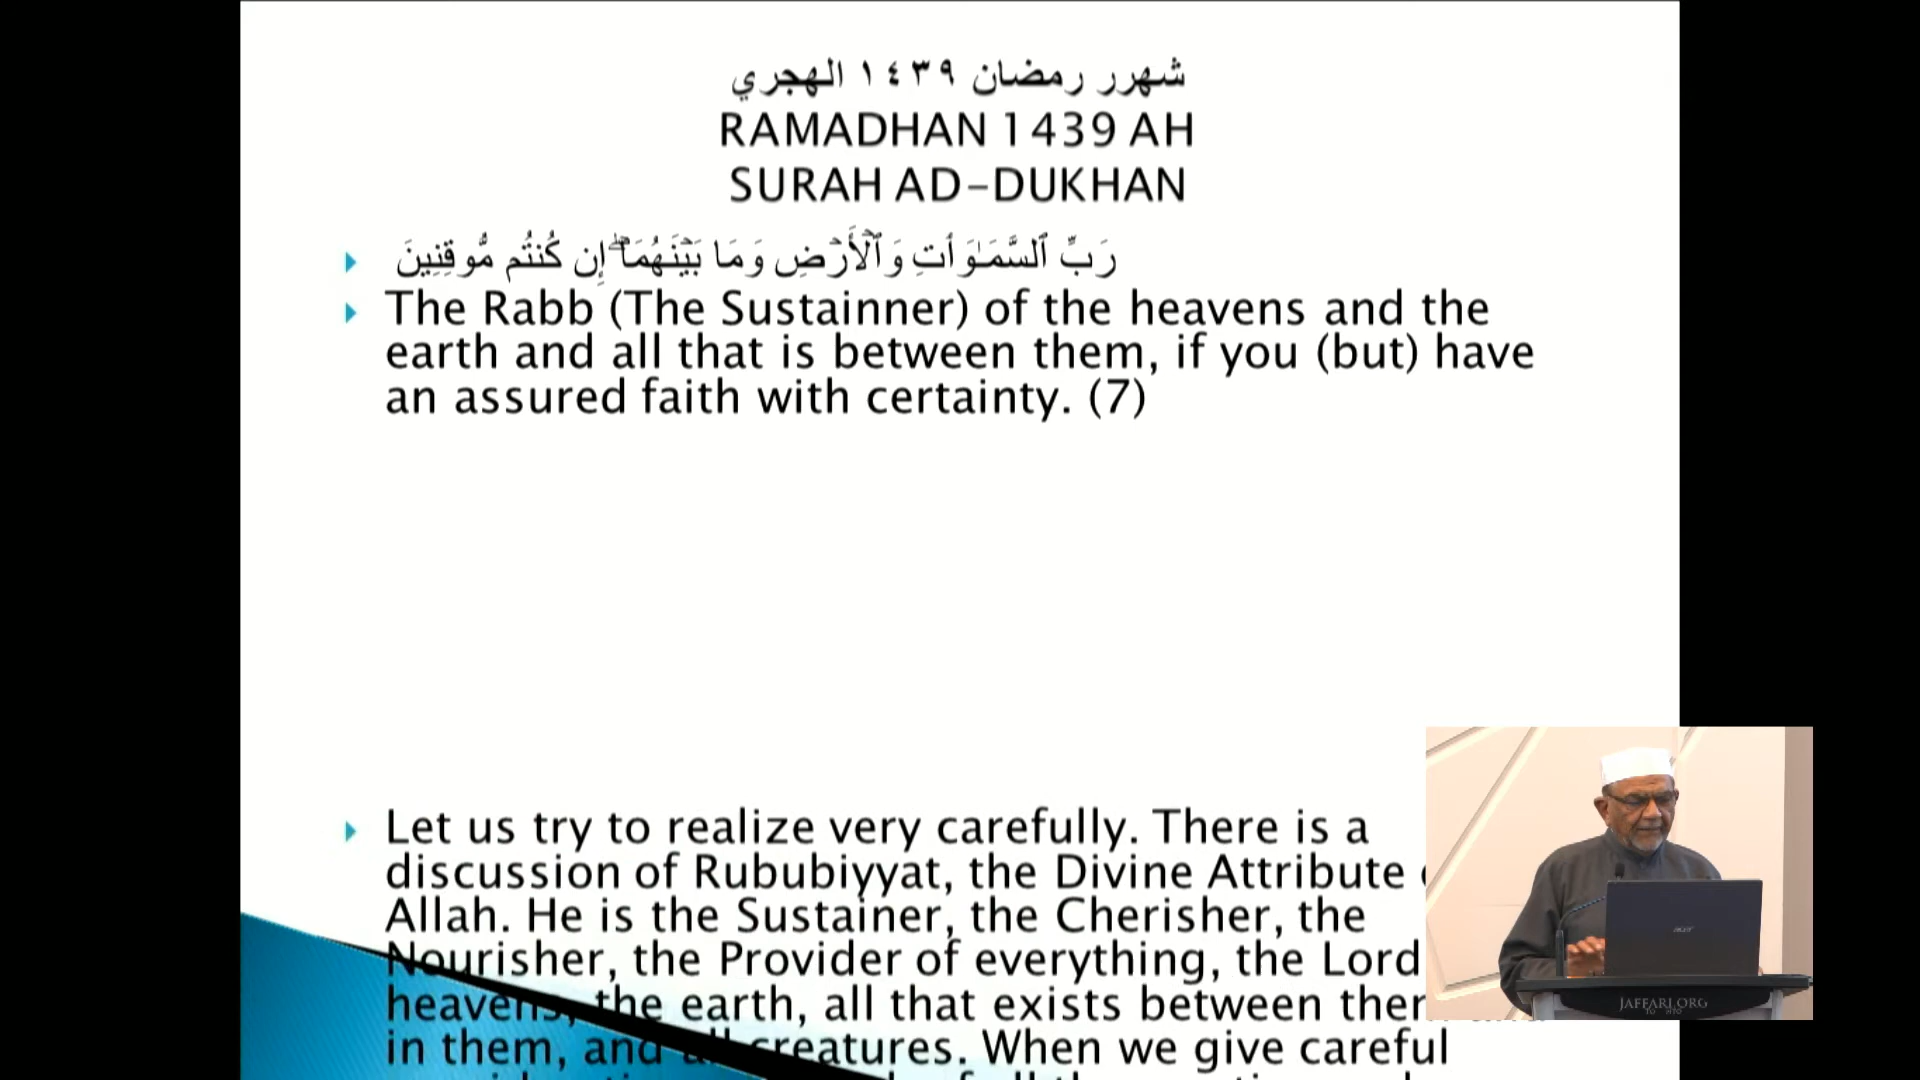 شهرر رمضان ١٤٣٩ الهجري
RAMADHAN 1439 AH
SURAH AD-DUKHAN
رَبِّ ٱلسَّمَـٰوَٲتِ وَٱلۡأَرۡضِ وَمَا بَيۡنَهُمَآ‌ۖ إِن كُنتُم مُّوقِنِينَ
The Rabb (The Sustainner) of the heavens and the
earth and all that is between them, if you (but) have
an assured faith with certainty. (7)
Let us try to realize very carefully. There is a
discussion of Rububiyyat, the Divine Attribute
Allah. He is the Sustainer, the Cherisher, the
Nourisher, the Provider of everything, the Lord
heavens, the earth, all that exists between
in them, and all creatures. When we give careful
acer
JAFFARI.ORG